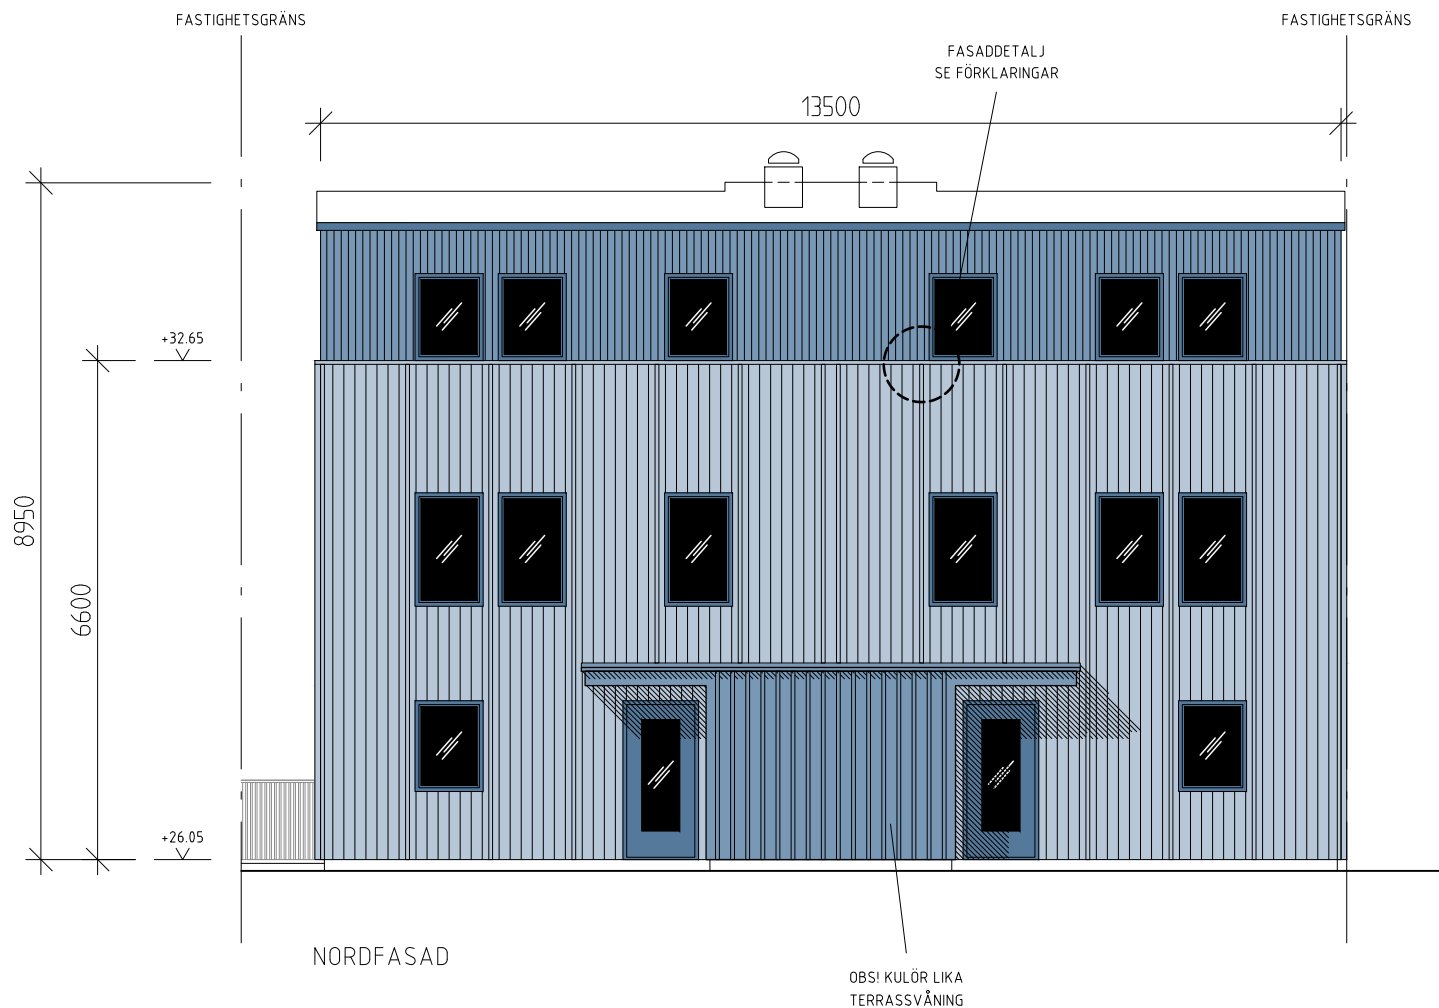 FASTIGHETSGRÄNS
FASTIGHETSGRÄNS
FASADDETALJ
SE FÖRKLARINGAR
13500
+32.65
8950
6600
+26.05
NORDFASAD
OBS! KULÖR LIKA
TERRASSVÅNING